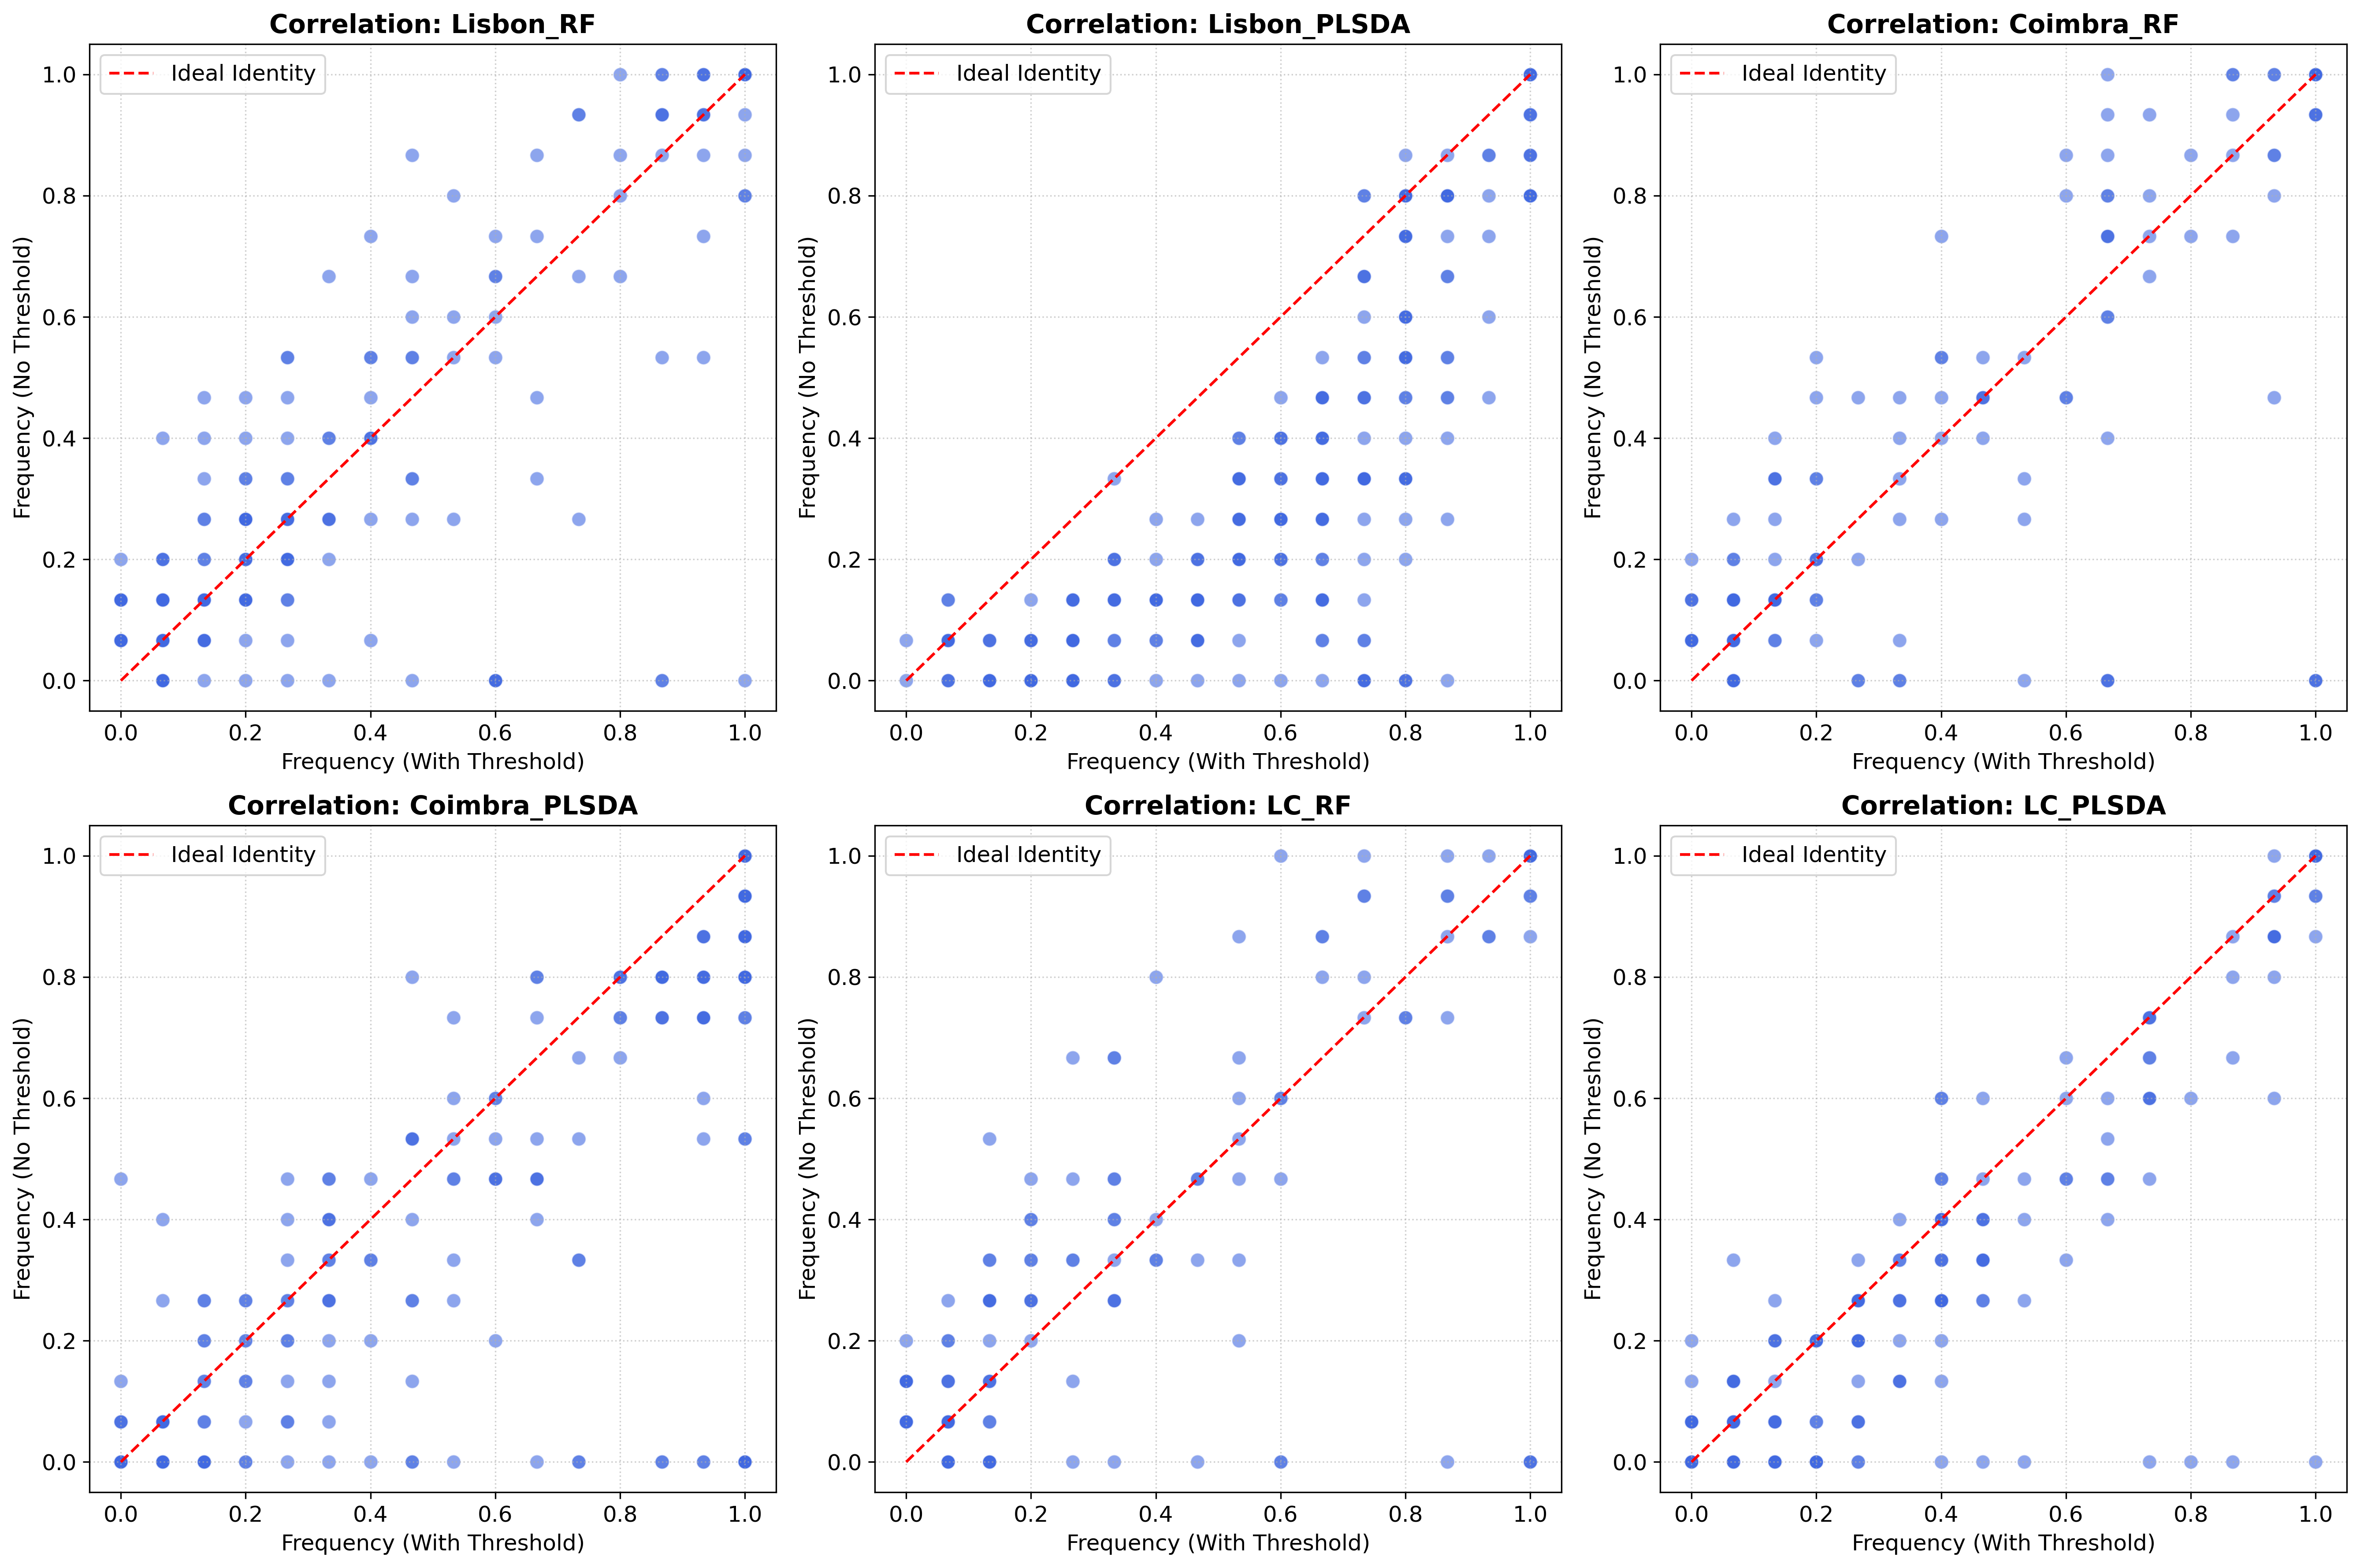 Correlation: Lisbon_RF
Ideal Identity
Frequency (No Threshold)
1.0
0.8
0.6
0.4
0.2
0.0
0.0 0.2 0.4 0.6 0.8 1.0
Frequency (With Threshold)
Correlation: Lisbon_PLSDA
Ideal Identity
Frequency (No Threshold)
1.0
0.8
0.6
0.4
0.2
0.0
0.0 0.2 0.4 0.6 0.8 1.0
Frequency (With Threshold)
Correlation: Coimbra_RF
Ideal Identity
Frequency (No Threshold)
1.0
0.8
0.6
0.4
0.2
0.0
0.0 0.2 0.4 0.6 0.8 1.0
Frequency (With Threshold)
Correlation: Coimbra_PLSDA
Ideal Identity
Frequency (No Threshold)
1.0
0.8
0.6
0.4
0.2
0.0
0.0 0.2 0.4 0.6 0.8 1.0
Frequency (With Threshold)
Correlation: LC_RF
Ideal Identity
Frequency (No Threshold)
1.0
0.8
0.6
0.4
0.2
0.0
0.0 0.2 0.4 0.6 0.8 1.0
Frequency (With Threshold)
Correlation: LC_PLSDA
Ideal Identity
Frequency (No Threshold)
1.0
0.8
0.6
0.4
0.2
0.0
0.0 0.2 0.4 0.6 0.8 1.0
Frequency (With Threshold)